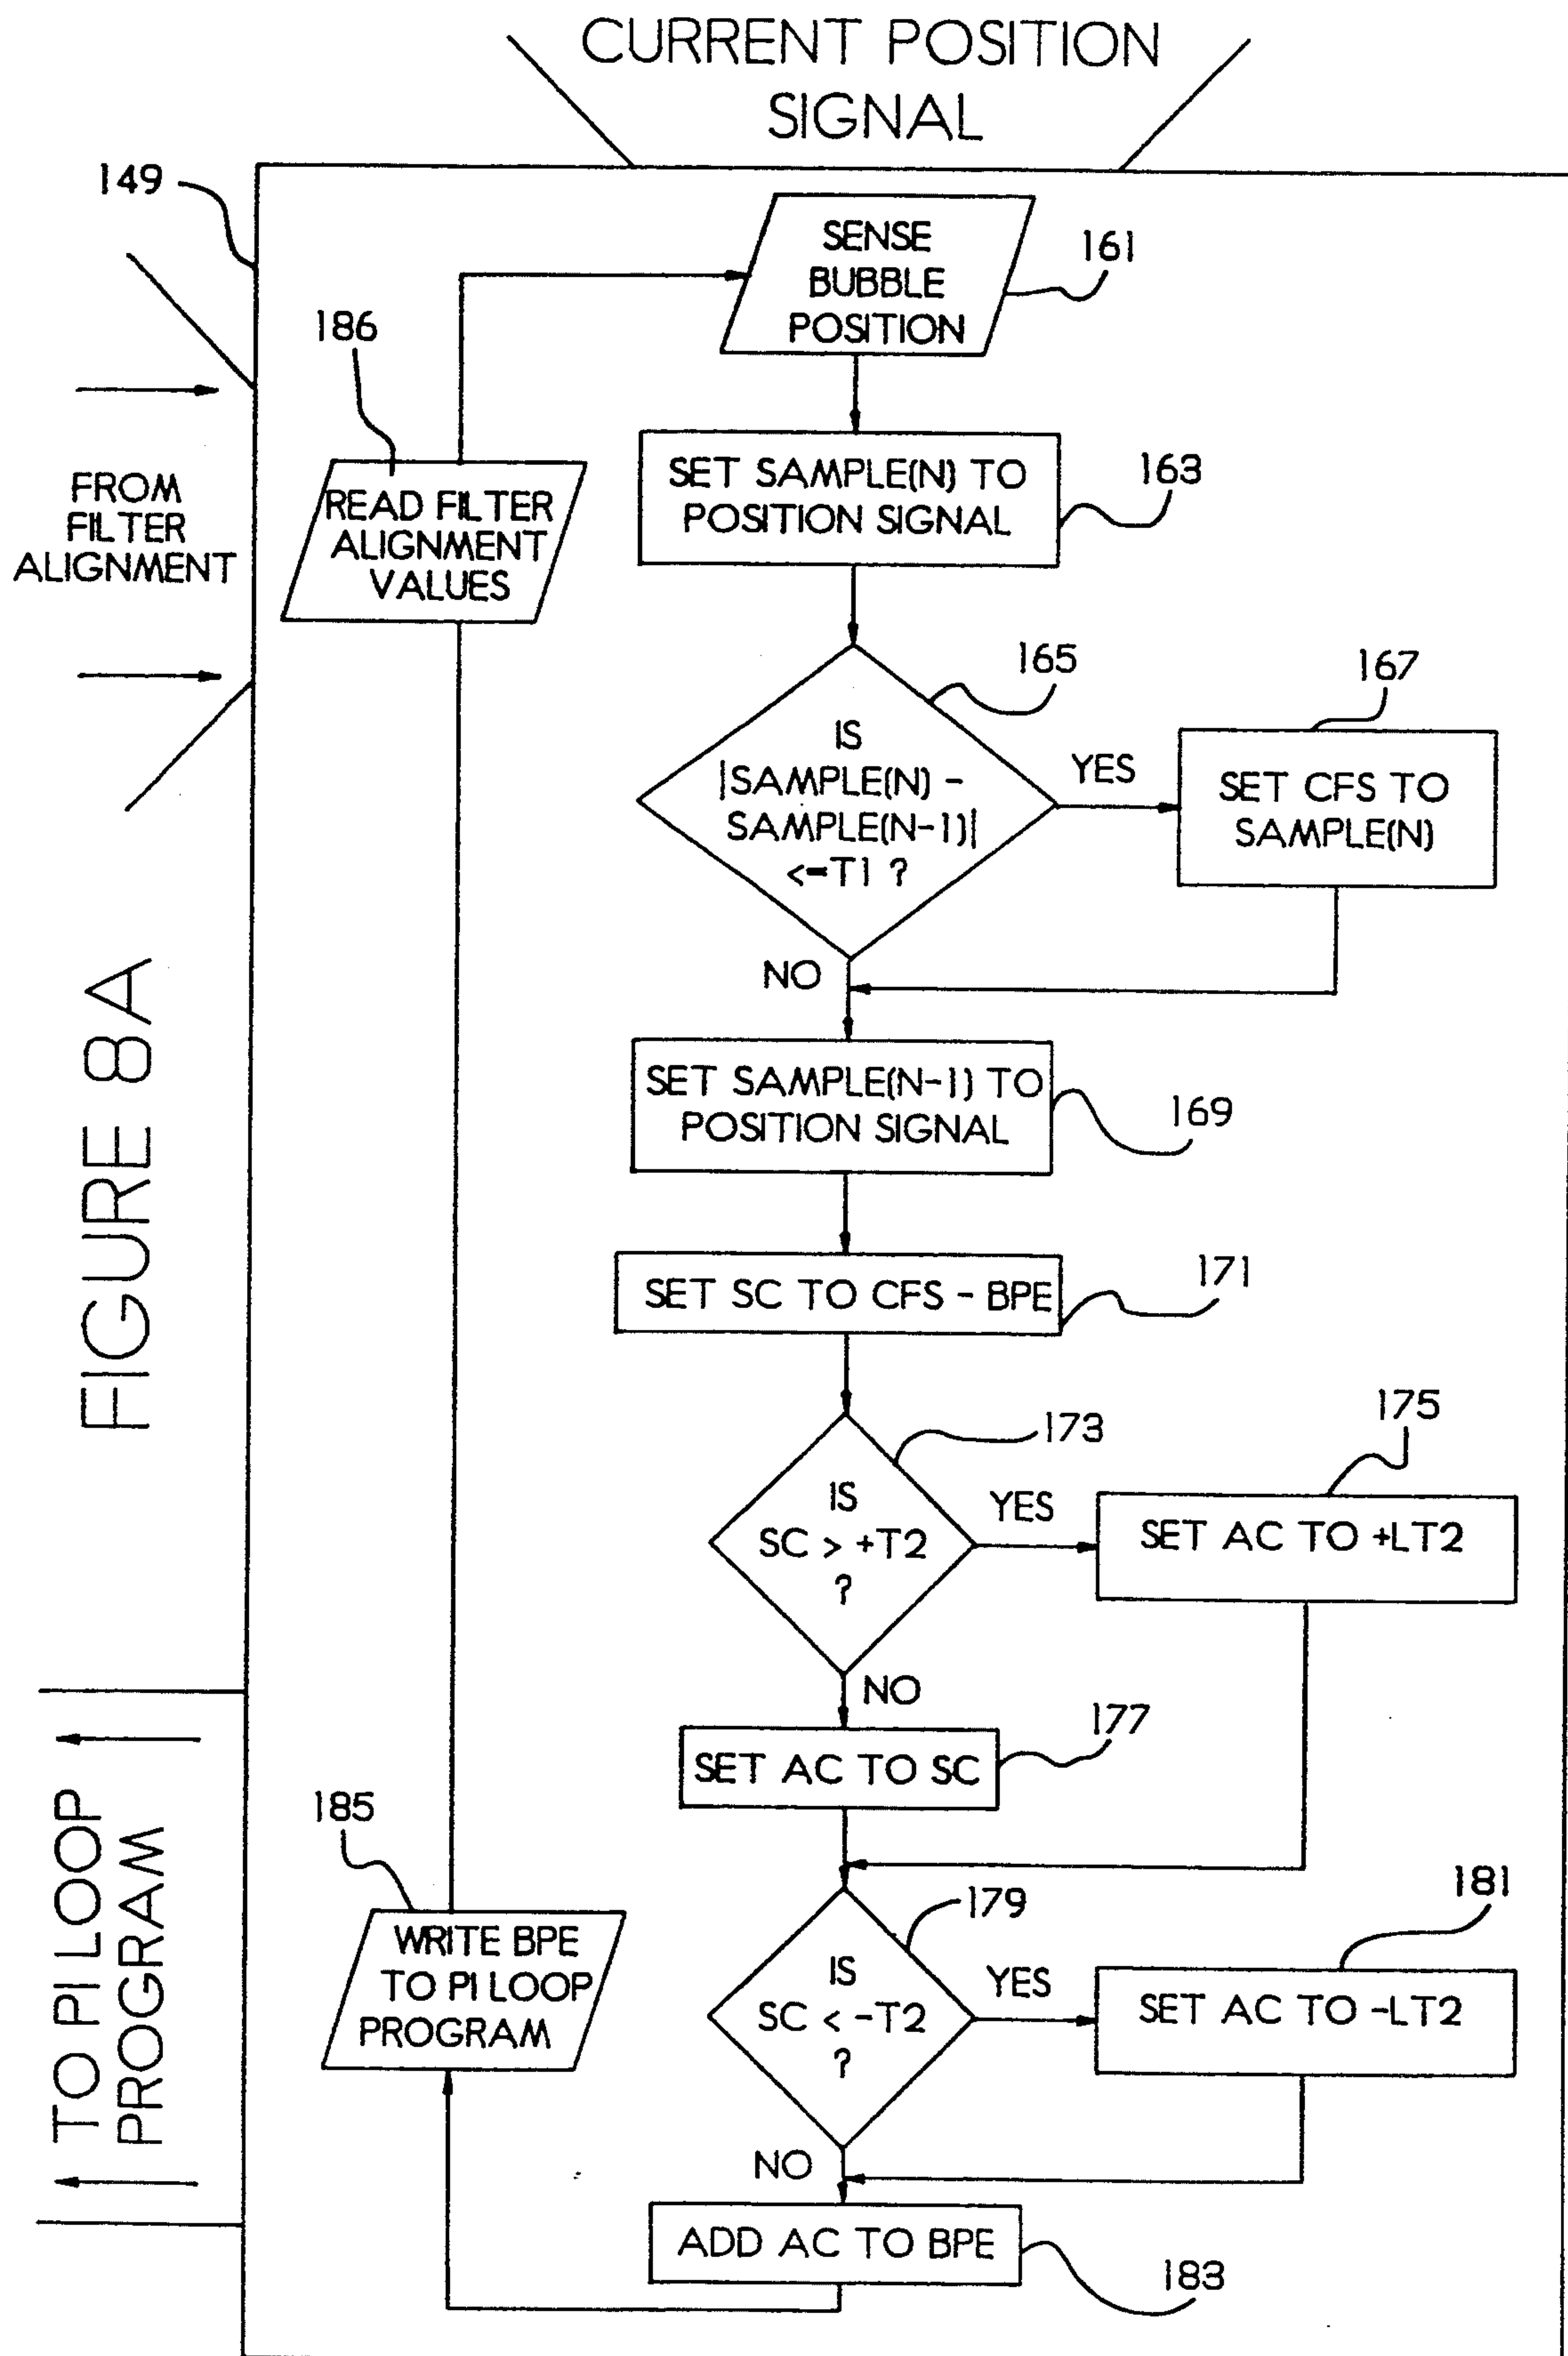 CURRENT POSITION
SIGNAL
149
SENSE
BUBBLE
POSITION
161
186
FROM
FILTER
ALIGNMENT
READ FILTER
ALIGNMENT
VALUES
SET SAMPLE(N) TO
POSITION SIGNAL
163
165
IS
|SAMPLE(N) -
SAMPLE(N-1)|
<=T1 ?
YES
167
SET CFS TO
SAMPLE(N)
NO
FIGURE 8A
SET SAMPLE(N-1) TO
POSITION SIGNAL
169
SET SC TO CFS - BPE
171
173
IS
SC > +T2
?
YES
175
SET AC TO +LT2
NO
SET AC TO SC
177
TO PI LOOP
PROGRAM
185
WRITE BPE
TO PI LOOP
PROGRAM
179
IS
SC < -T2
?
YES
181
SET AC TO -LT2
NO
ADD AC TO BPE
183